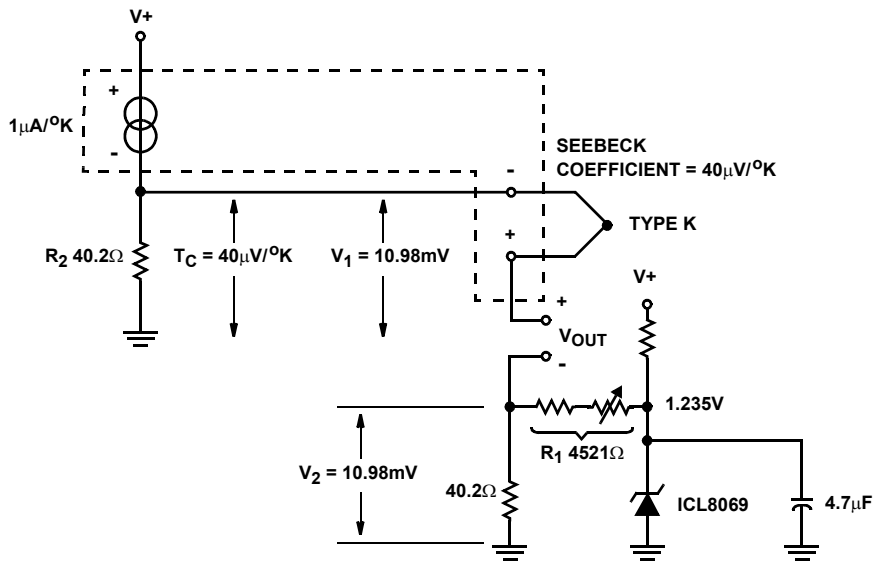 V+
+
1μA/°K
-
SEEBECK
COEFFICIENT = 40μV/°K
-
TYPE K
+
R2 40.2Ω
TC = 40μV/°K
V1 = 10.98mV
V+
+
VOUT
-
1.235V
R1 4521Ω
V2 = 10.98mV
40.2Ω
ICL8069
4.7μF